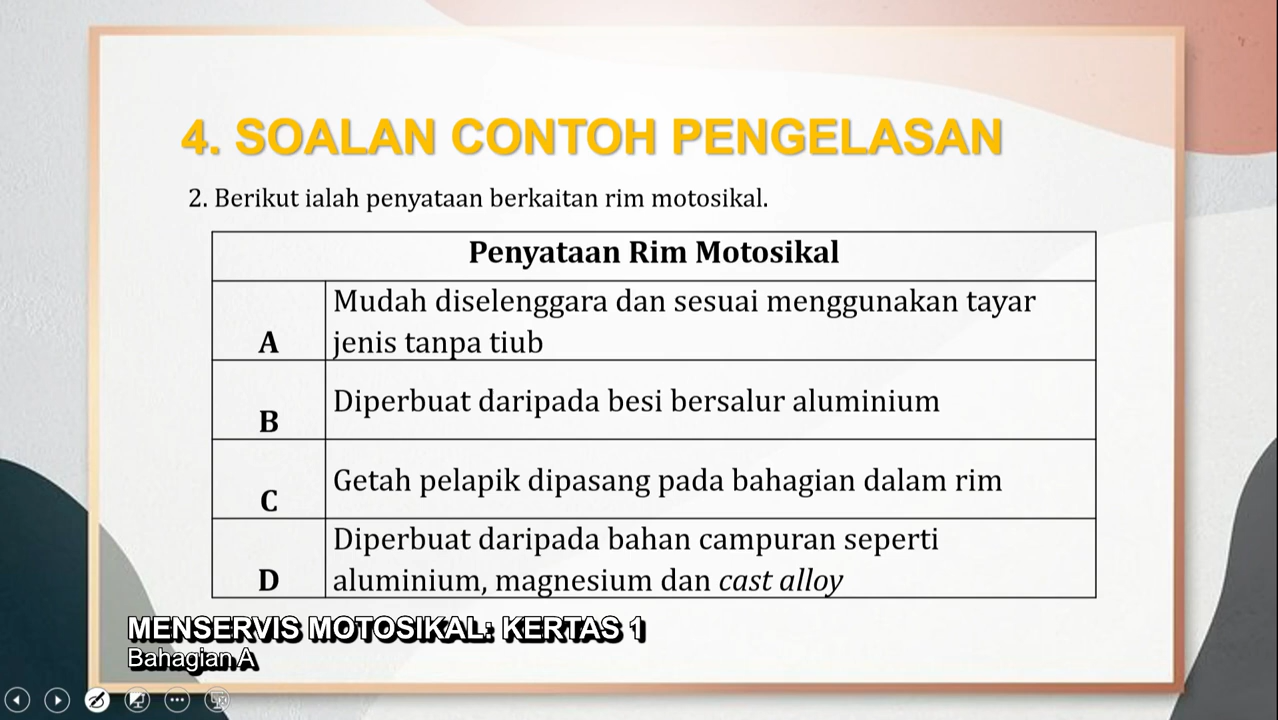 4. SOALAN CONTOH PENGELASAN
2. Berikut ialah penyataan berkaitan rim motosikal.
Penyataan Rim Motosikal
A
Mudah diselenggara dan sesuai menggunakan tayar
jenis tanpa tiub
B
Diperbuat daripada besi bersalur aluminium
C
Getah pelapik dipasang pada bahagian dalam rim
D
Diperbuat daripada bahan campuran seperti
aluminium, magnesium dan cast alloy
MENSERVIS MOTOSIKAL: KERTAS 1
Bahagian A